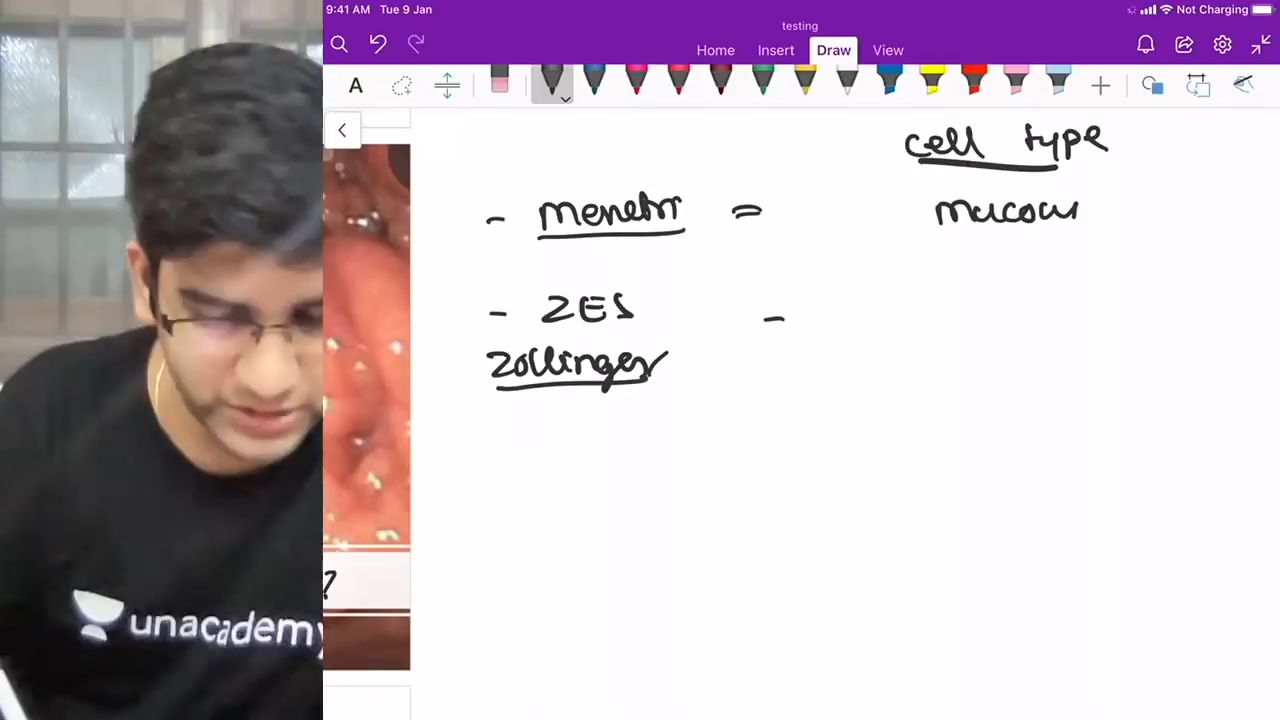 9:41 AM Tue 9 Jan
Not Charging
testing
Home Insert Draw View
A
cell type
- menetrr = mucous
- ZES -
zollinger
?
unacademy